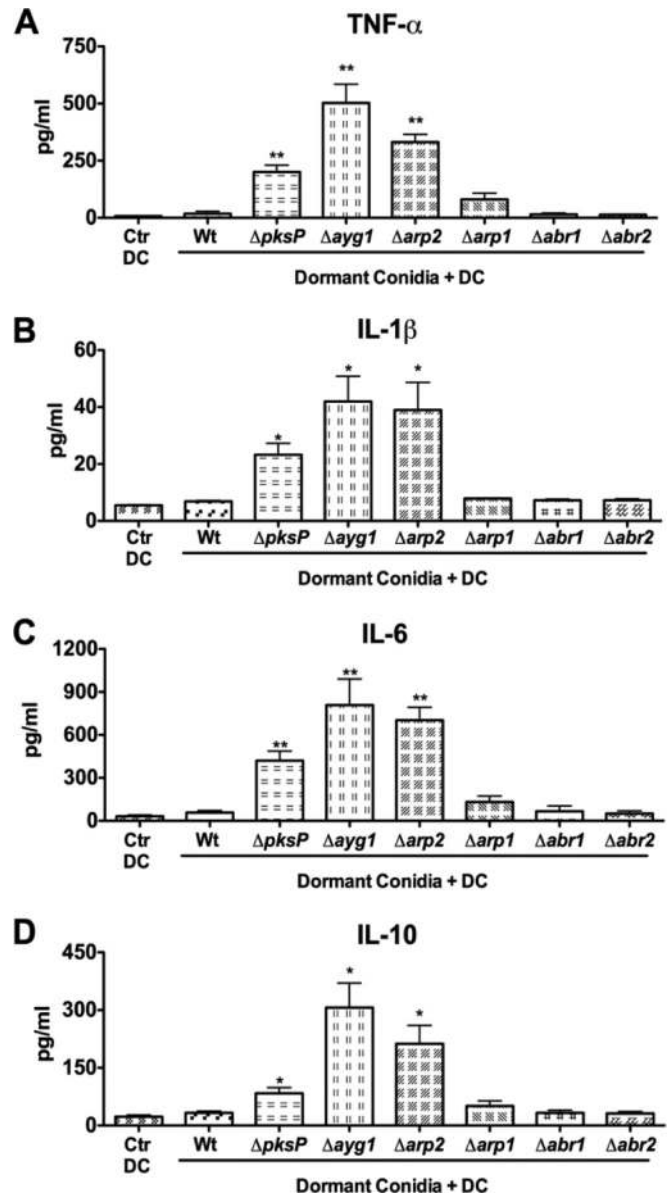 A
TNF-α
pg/ml
750
500
250
0
**
**
**
Ctr DC
Wt
ΔpksP
Δayg1
Δarp2
Δarp1
Δabr1
Δabr2
Dormant Conidia + DC
B
IL-1β
pg/ml
60
40
20
0
*
*
*
Ctr DC
Wt
ΔpksP
Δayg1
Δarp2
Δarp1
Δabr1
Δabr2
Dormant Conidia + DC
C
IL-6
pg/ml
1200
900
600
300
0
**
**
**
Ctr DC
Wt
ΔpksP
Δayg1
Δarp2
Δarp1
Δabr1
Δabr2
Dormant Conidia + DC
D
IL-10
pg/ml
450
300
150
0
*
*
*
Ctr DC
Wt
ΔpksP
Δayg1
Δarp2
Δarp1
Δabr1
Δabr2
Dormant Conidia + DC